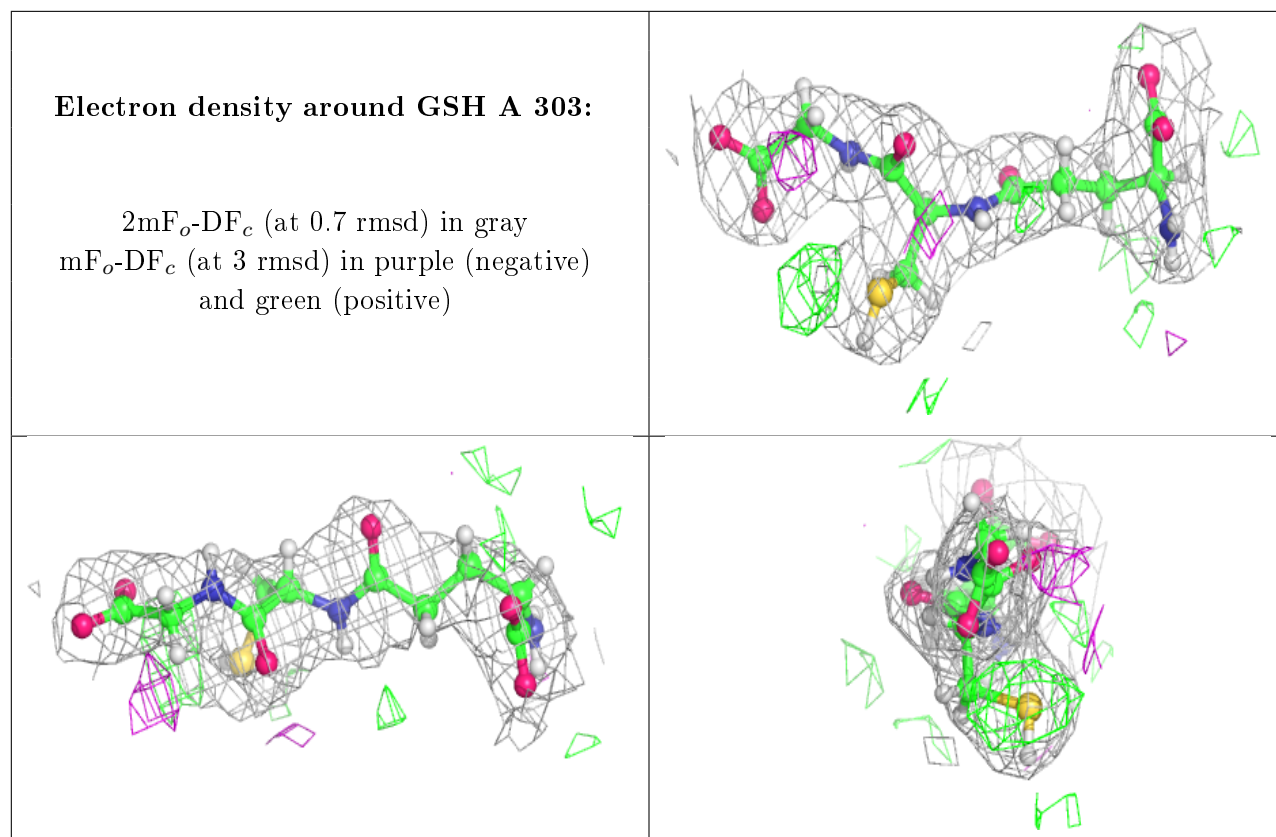 Electron density around GSH A 303:
2mFₒ-DF𝒸 (at 0.7 rmsd) in gray
mFₒ-DF𝒸 (at 3 rmsd) in purple (negative)
and green (positive)